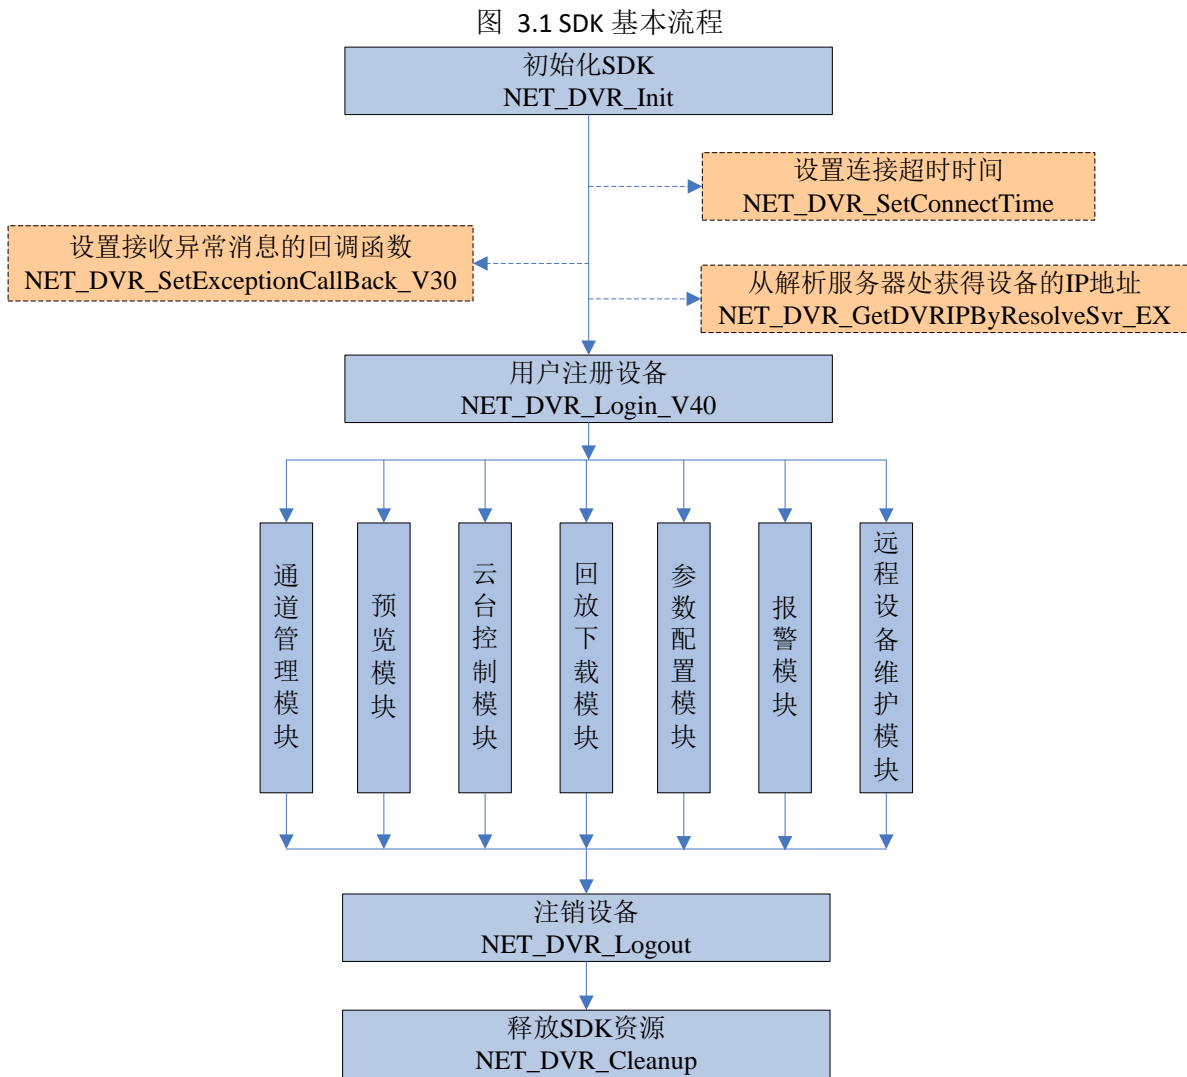 图 3.1 SDK 基本流程
初始化SDK
NET_DVR_Init
设置连接超时时间
NET_DVR_SetConnectTime
设置接收异常消息的回调函数
NET_DVR_SetExceptionCallBack_V30
从解析服务器处获得设备的IP地址
NET_DVR_GetDVRIPByResolveSvr_EX
用户注册设备
NET_DVR_Login_V40
通道管理模块
预览模块
云台控制模块
回放下载模块
参数配置模块
报警模块
远程设备维护模块
注销设备
NET_DVR_Logout
释放SDK资源
NET_DVR_Cleanup